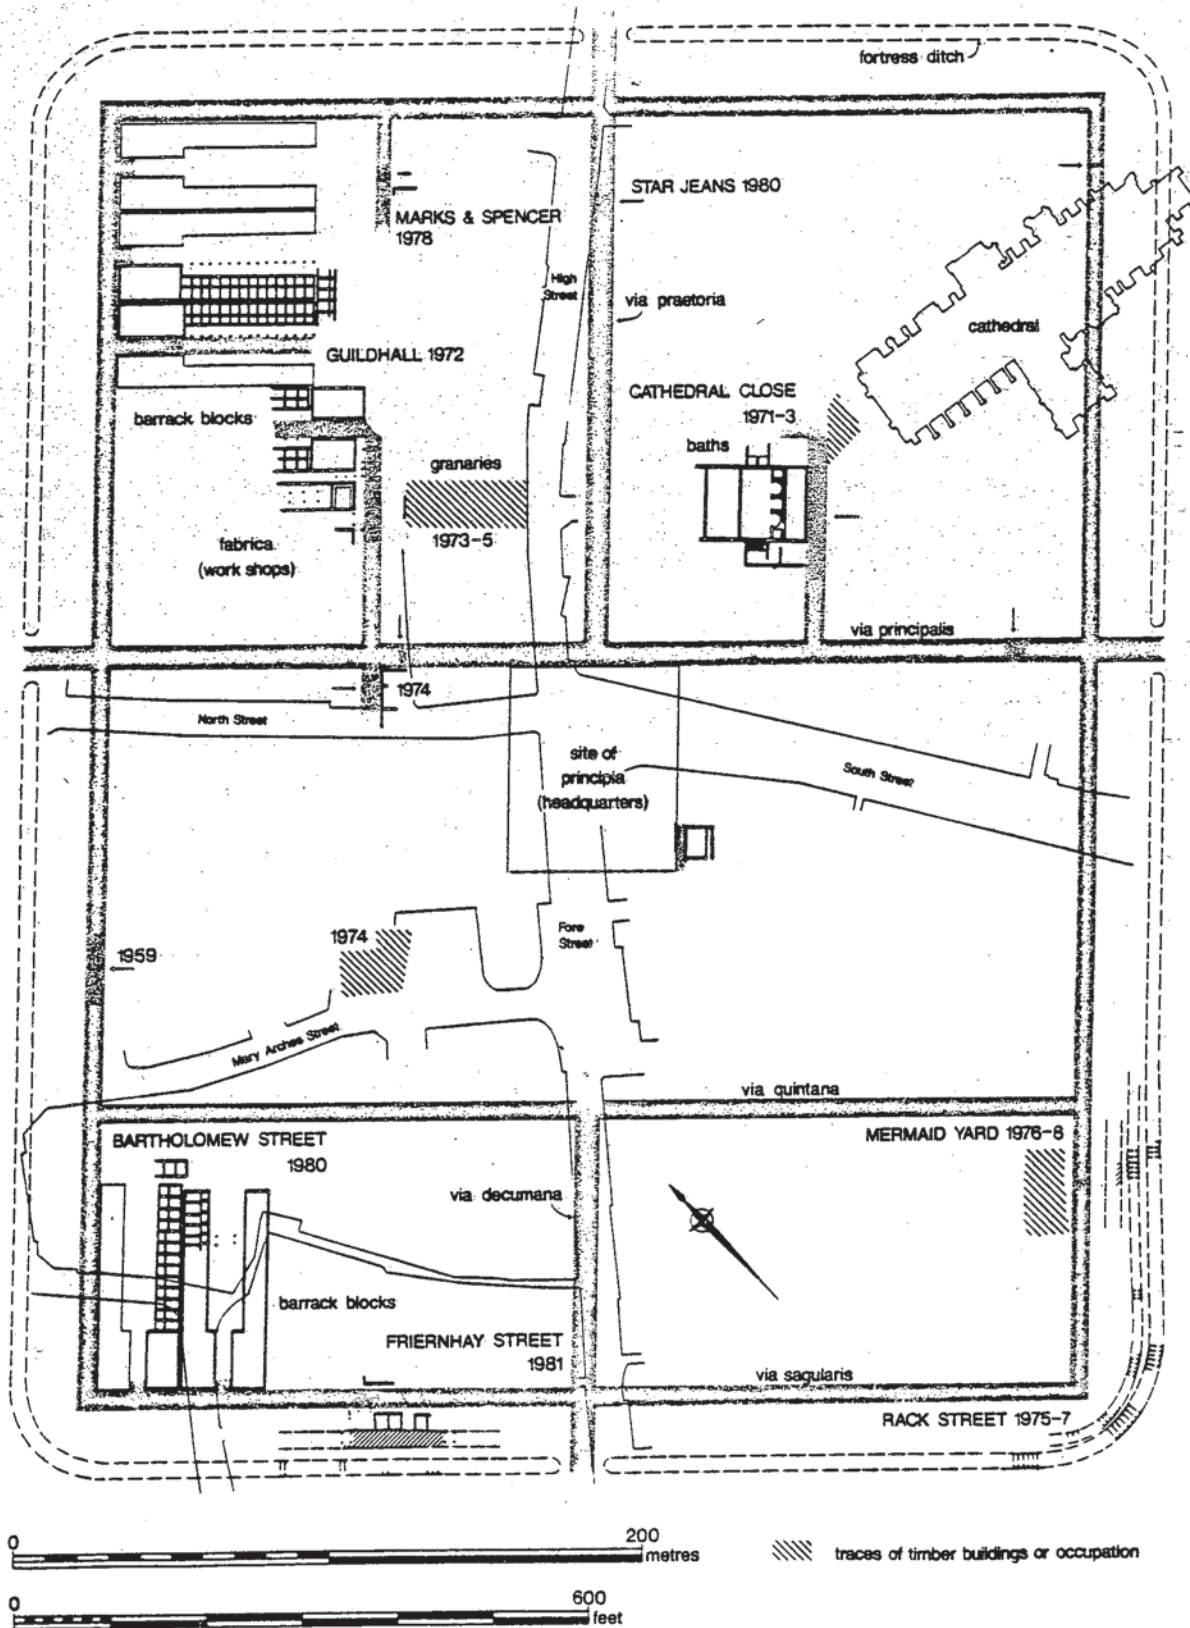 fortress ditch
STAR JEANS 1980
MARKS & SPENCER
1978
High
Street
via praetoria
cathedral
GUILDHALL 1972
CATHEDRAL CLOSE
1971-3
barrack blocks
baths
granaries
1973-5
fabrica
(work shops)
via principalis
1974
North Street
site of
principia
(headquarters)
South Street
1974
Fore
Street
1959
Mary Arches Street
via quintana
BARTHOLOMEW STREET
1980
MERMAID YARD 1976-8
via decumana
barrack blocks
FRIERNHAY STREET
1981
via sagularis
RACK STREET 1975-7
0
200
metres
traces of timber buildings or occupation
0
600
feet